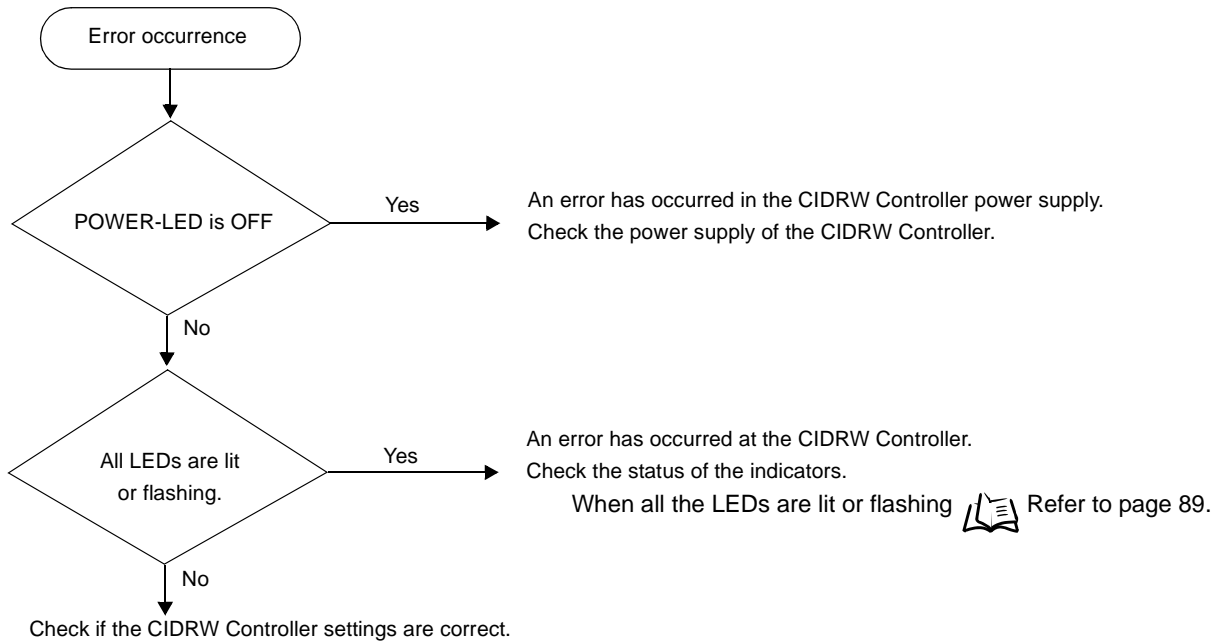 Error occurrence
POWER-LED is OFF
Yes
An error has occurred in the CIDRW Controller power supply.
Check the power supply of the CIDRW Controller.
No
All LEDs are lit
or flashing.
Yes
An error has occurred at the CIDRW Controller.
Check the status of the indicators.
When all the LEDs are lit or flashing Refer to page 89.
No
Check if the CIDRW Controller settings are correct.